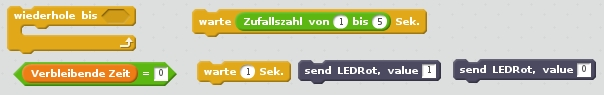 wiederhole bis
warte Zufallszahl von 1 bis 5 Sek.
Verbleibende Zeit = 0
warte 1 Sek.
send LEDRot, value 1
send LEDRot, value 0